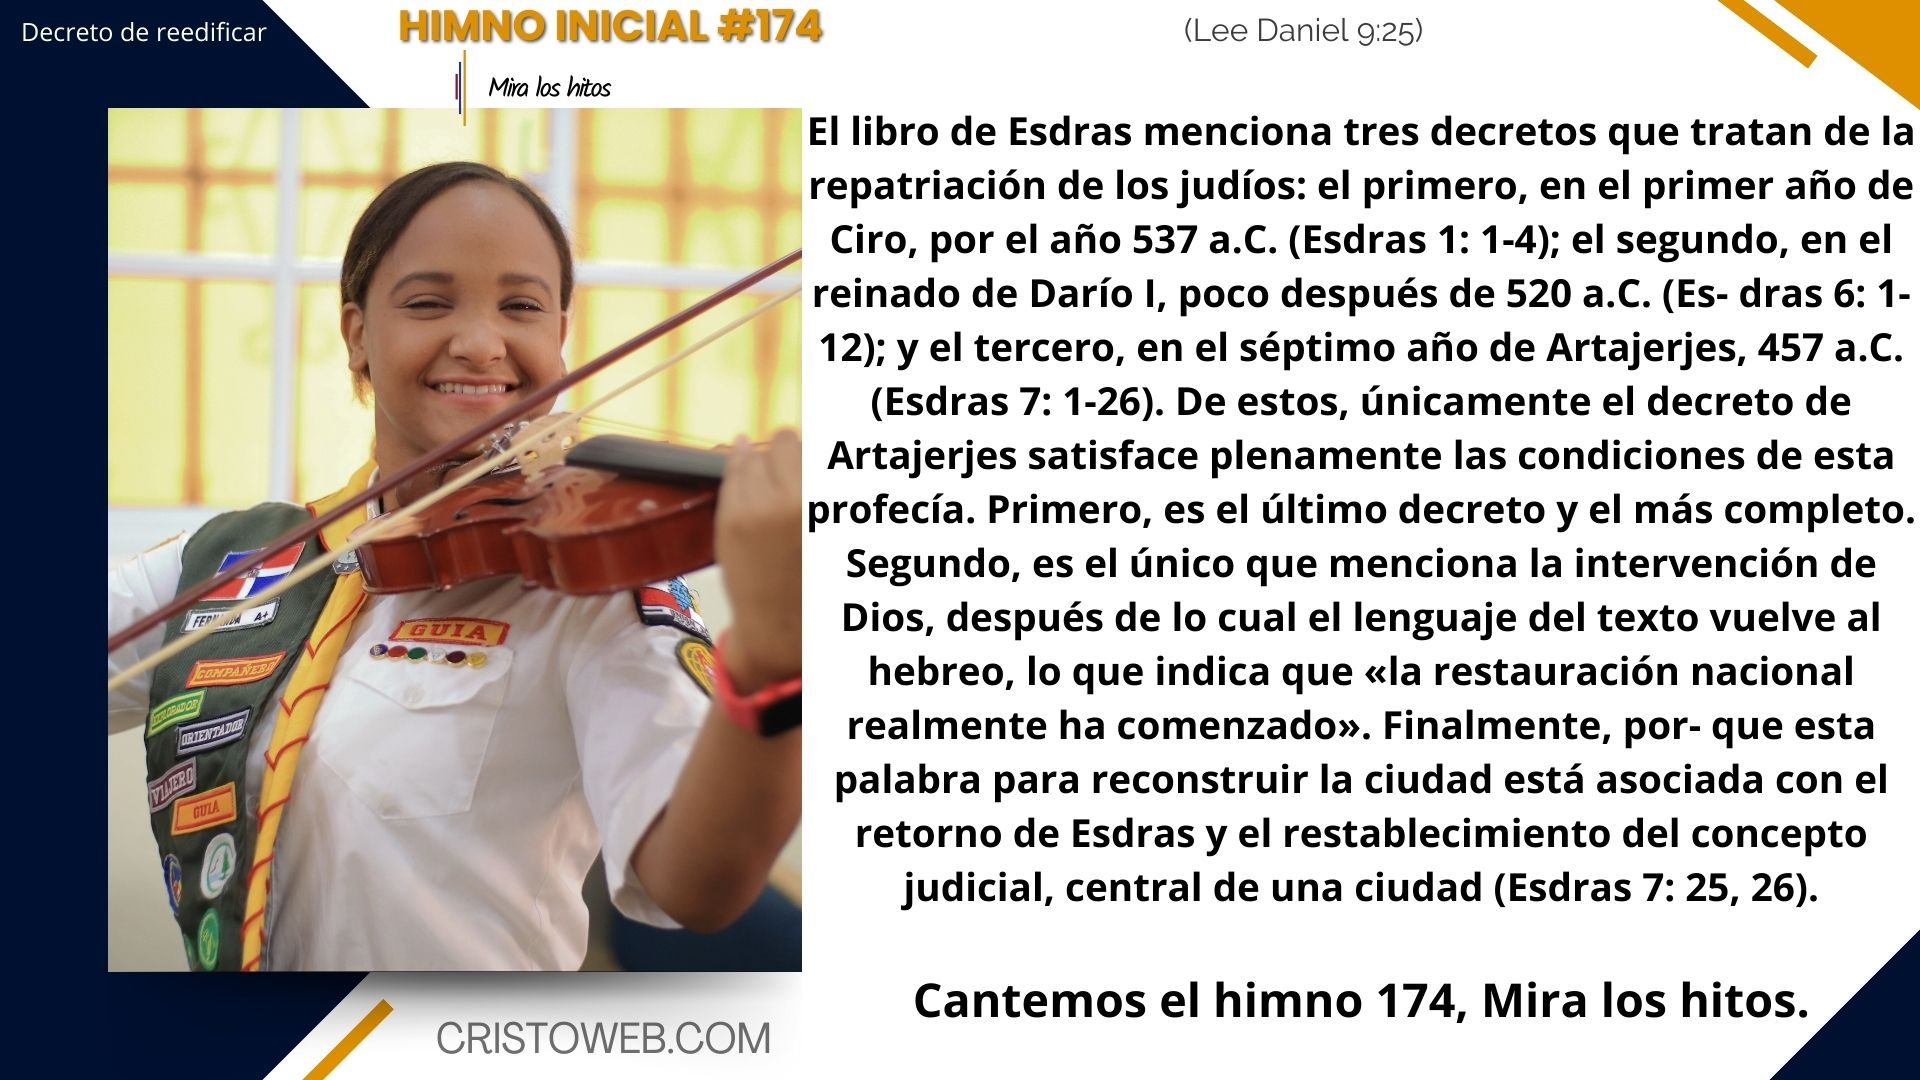 Decreto de reedificar
HIMNO INICIAL #174
(Lee Daniel 9:25)
Mira los hitos
El libro de Esdras menciona tres decretos que tratan de la
repatriación de los judíos: el primero, en el primer año de
Ciro, por el año 537 a.C. (Esdras 1: 1-4); el segundo, en el
reinado de Darío I, poco después de 520 a.C. (Es- dras 6: 1-
12); y el tercero, en el séptimo año de Artajerjes, 457 a.C.
(Esdras 7: 1-26). De estos, únicamente el decreto de
Artajerjes satisface plenamente las condiciones de esta
profecía. Primero, es el último decreto y el más completo.
Segundo, es el único que menciona la intervención de
Dios, después de lo cual el lenguaje del texto vuelve al
hebreo, lo que indica que «la restauración nacional
realmente ha comenzado». Finalmente, por- que esta
palabra para reconstruir la ciudad está asociada con el
retorno de Esdras y el restablecimiento del concepto
judicial, central de una ciudad (Esdras 7: 25, 26).
Cantemos el himno 174, Mira los hitos.
GUIA
A+
COMPAÑERO
EXPLORADOR
ORIENTADOR
VIAJERO
GUIA
CRISTOWEB.COM